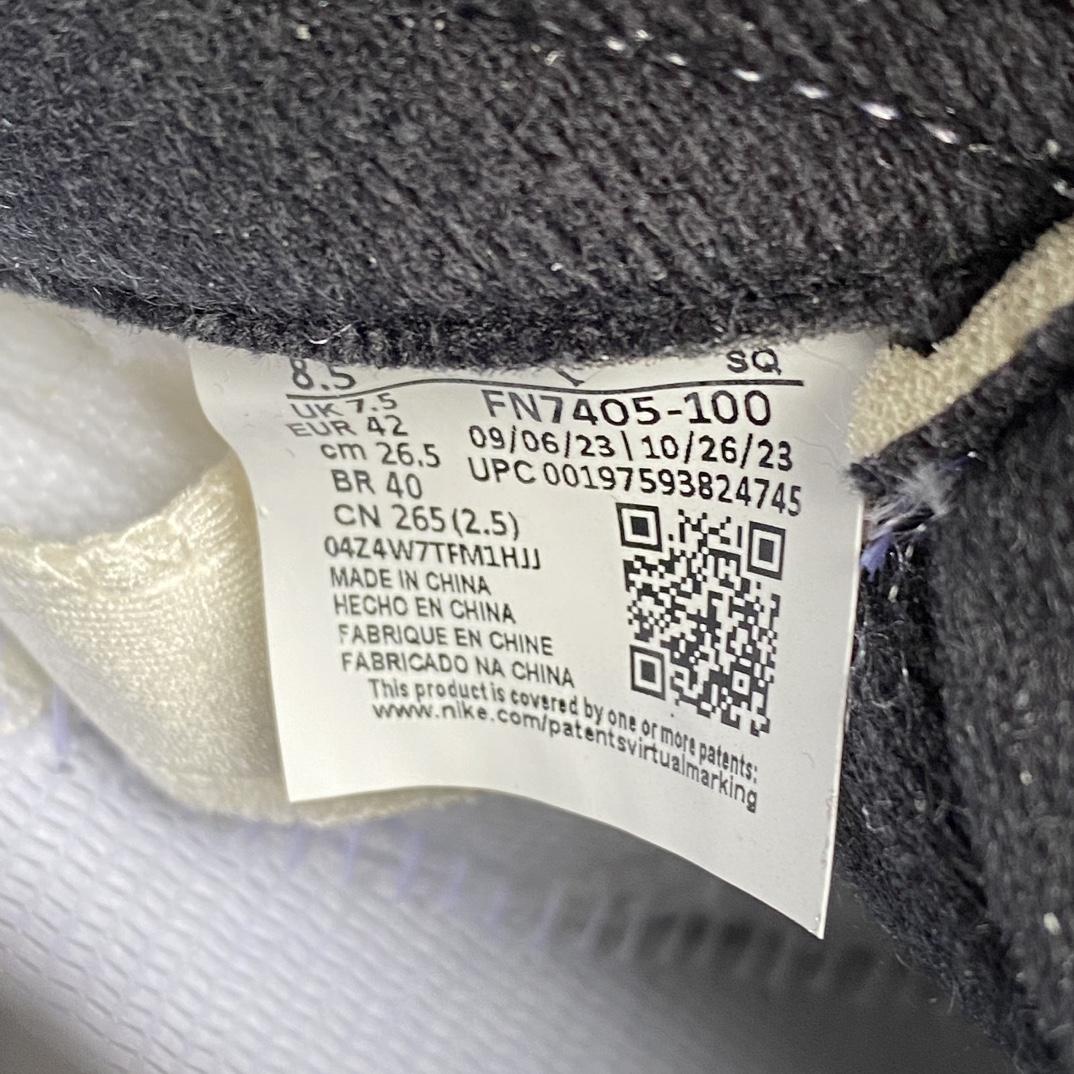 8.5 SQ
UK 7.5
EUR 42
cm 26.5
BR 40
CN 265(2.5)
FN7405-100
09/06/23\10/26/23
UPC 00197593824745
04Z4W7TFM1HJJ
MADE IN CHINA
HECHO EN CHINA
FABRIQUE EN CHINE
FABRICADO NA CHINA
This product is covered by one or more patents:
www.nike.com/patentsvirtualmarking